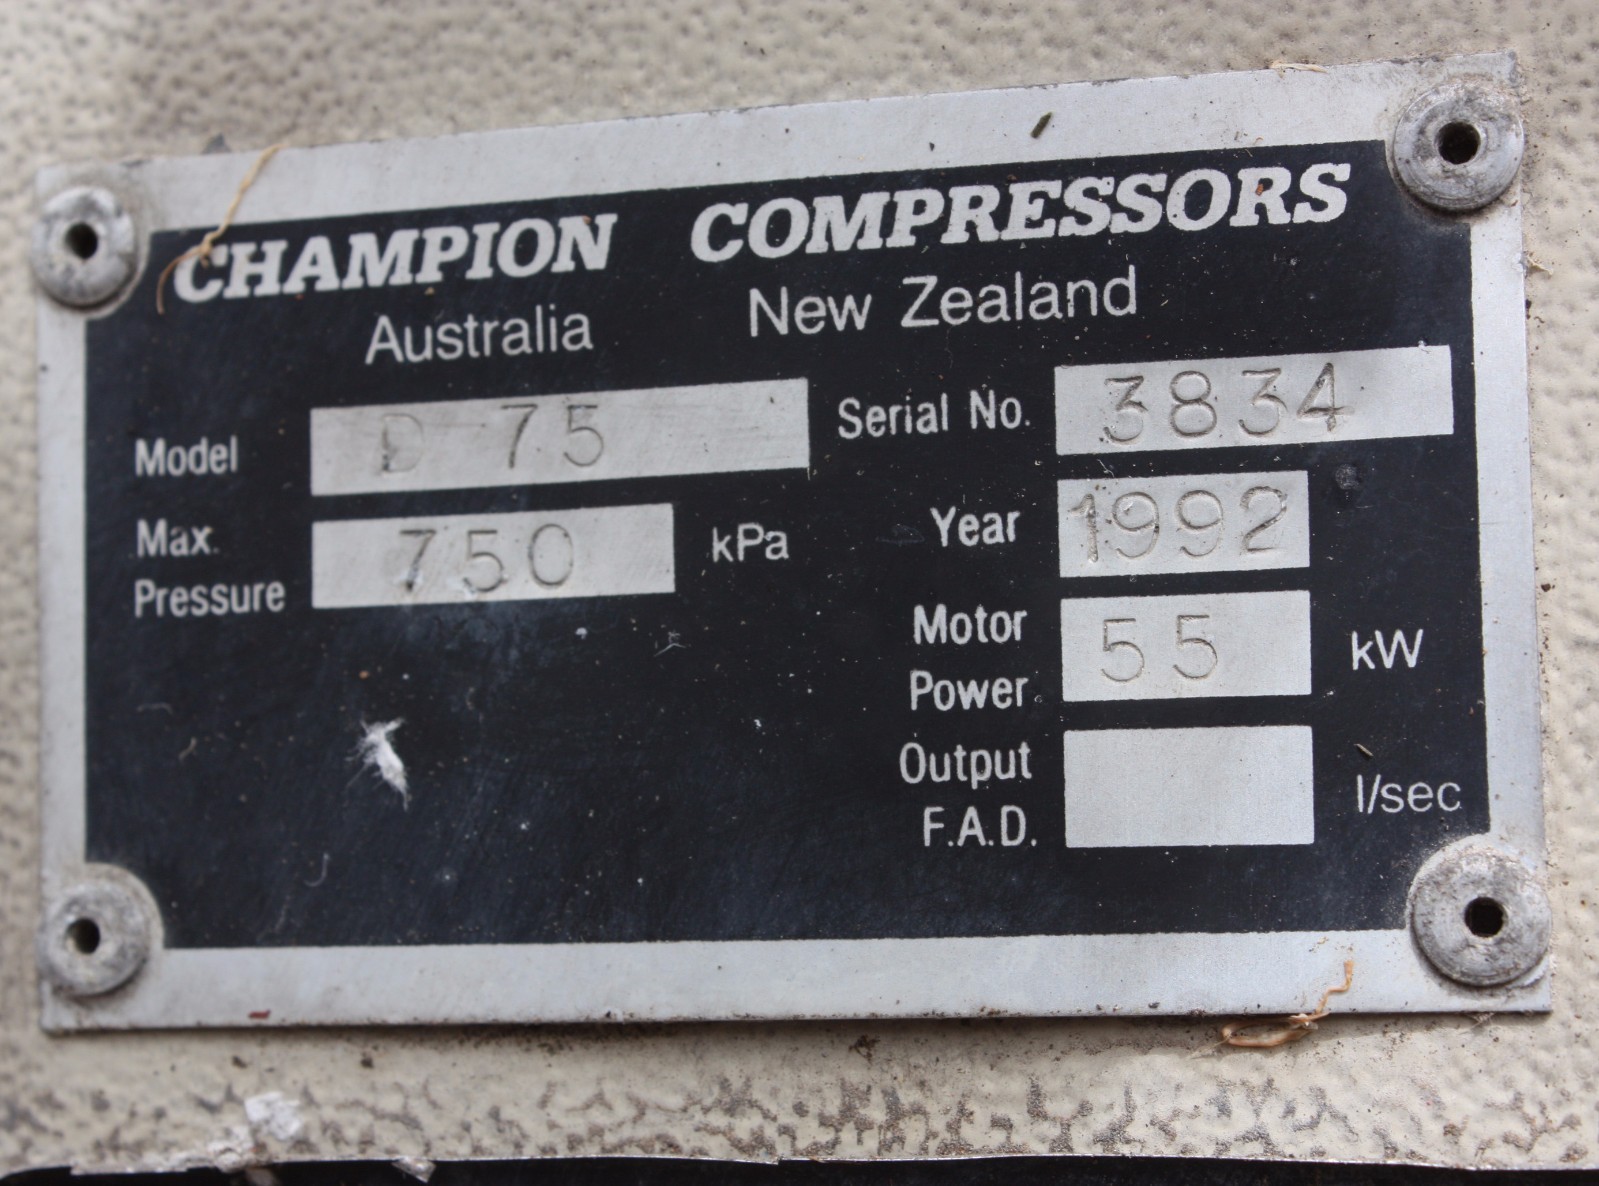 CHAMPION COMPRESSORS
Australia New Zealand
Model D 75 Serial No. 3834
Max. Pressure 750 kPa
Year 1992
Motor Power 55 kW
Output F.A.D. l/sec